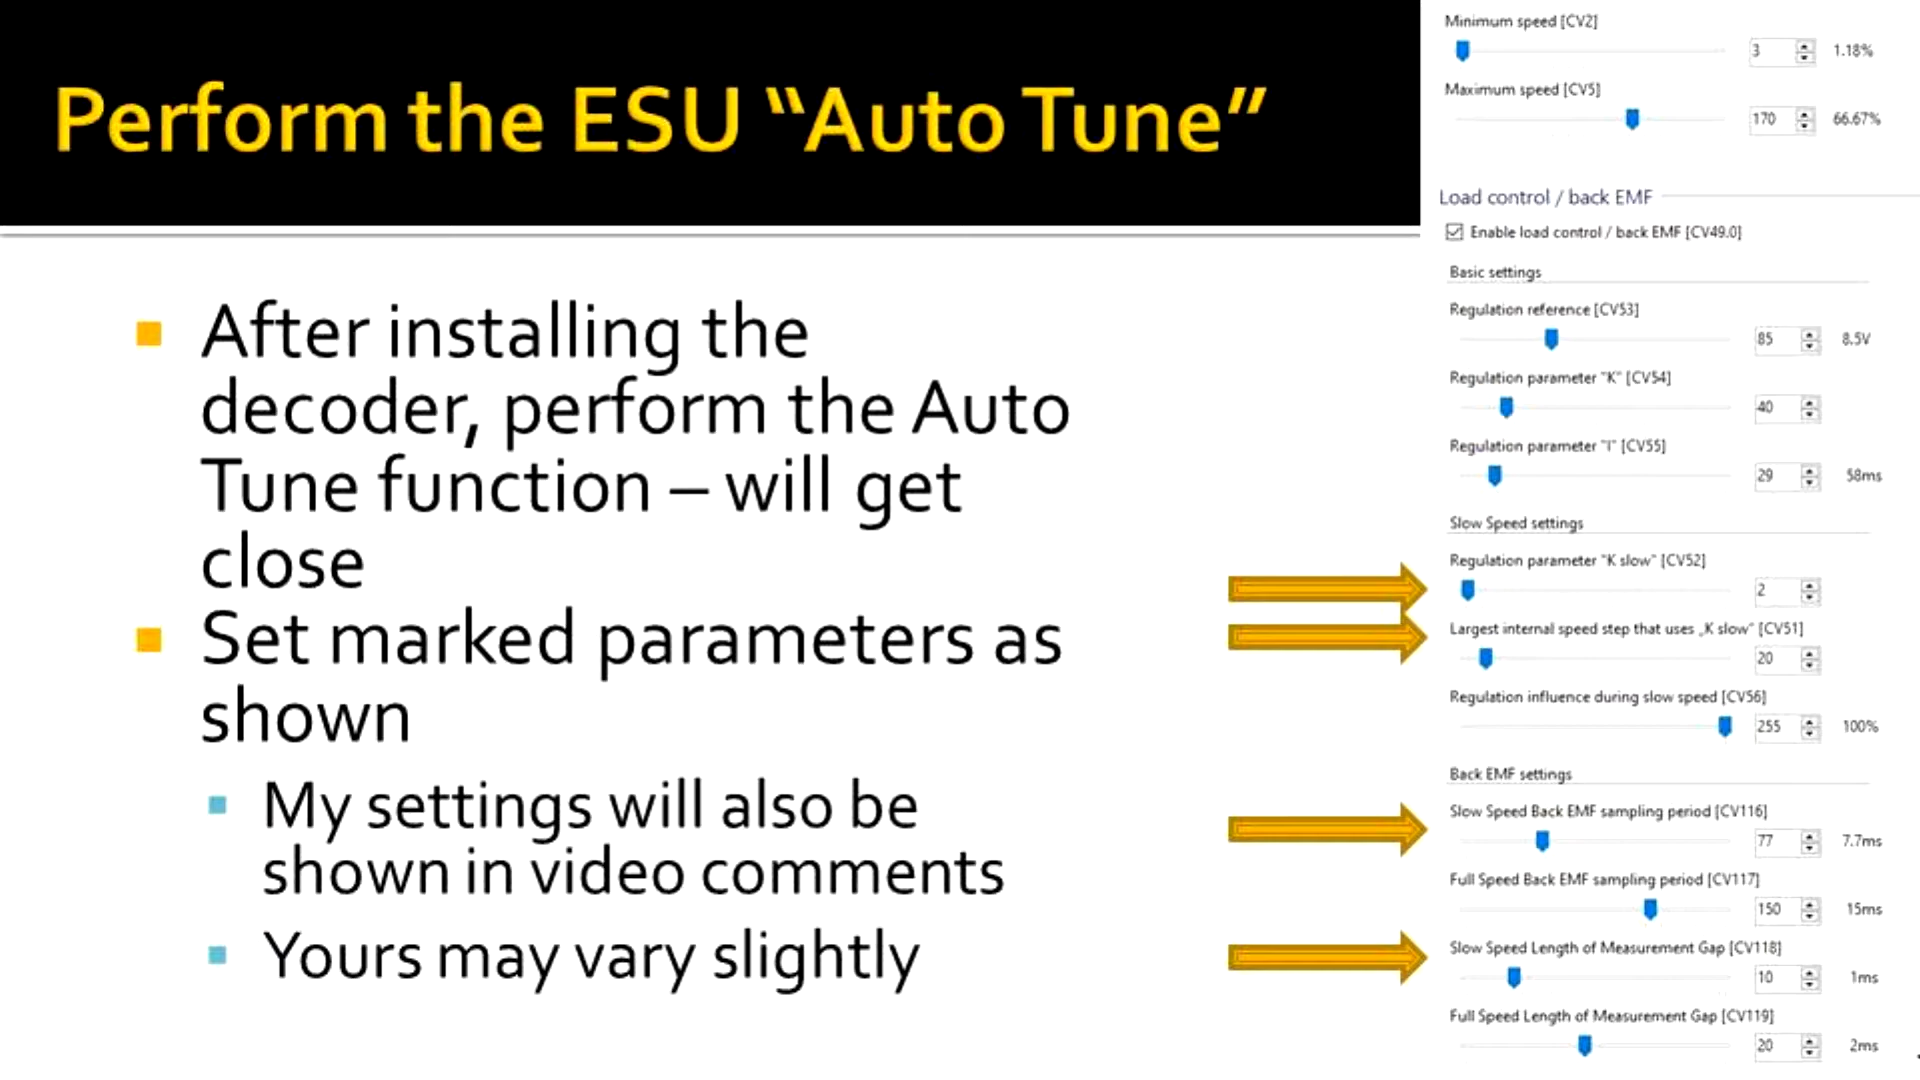 Perform the ESU “Auto Tune”
After installing the
decoder, perform the Auto
Tune function – will get
close
Set marked parameters as
shown
My settings will also be
shown in video comments
Yours may vary slightly
Minimum speed [CV2]
3 1.18%
Maximum speed [CV5]
170 66.67%
Load control / back EMF
Enable load control / back EMF [CV49.0]
Basic settings
Regulation reference [CV53]
85 8.5V
Regulation parameter "K" [CV54]
40
Regulation parameter "I" [CV55]
29 58ms
Slow Speed settings
Regulation parameter "K slow" [CV52]
2
Largest internal speed step that uses „K slow“ [CV51]
20
Regulation influence during slow speed [CV56]
255 100%
Back EMF settings
Slow Speed Back EMF sampling period [CV116]
77 7.7ms
Full Speed Back EMF sampling period [CV117]
150 15ms
Slow Speed Length of Measurement Gap [CV118]
10 1ms
Full Speed Length of Measurement Gap [CV119]
20 2ms